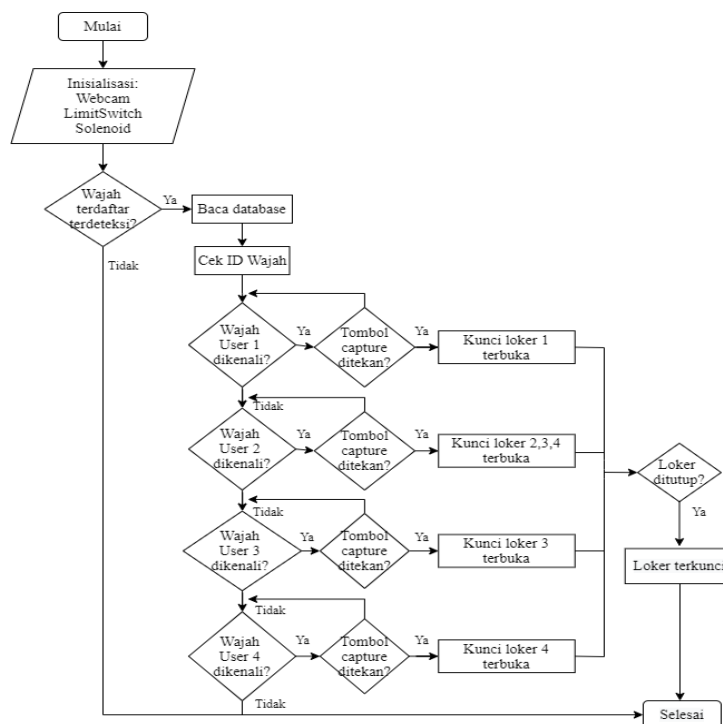 Mulai
Inisialisasi:
Webcam
LimitSwitch
Solenoid
Wajah
terdaftar
terdeteksi?
Ya
Baca database
Tidak
Cek ID Wajah
Wajah
User 1
dikenali?
Ya
Tombol
capture
ditekan?
Ya
Kunci loker 1
terbuka
Tidak
Wajah
User 2
dikenali?
Ya
Tombol
capture
ditekan?
Ya
Kunci loker 2,3,4
terbuka
Loker
ditutup?
Ya
Tidak
Wajah
User 3
dikenali?
Ya
Tombol
capture
ditekan?
Ya
Kunci loker 3
terbuka
Loker terkunci
Tidak
Wajah
User 4
dikenali?
Ya
Tombol
capture
ditekan?
Ya
Kunci loker 4
terbuka
Tidak
Selesai